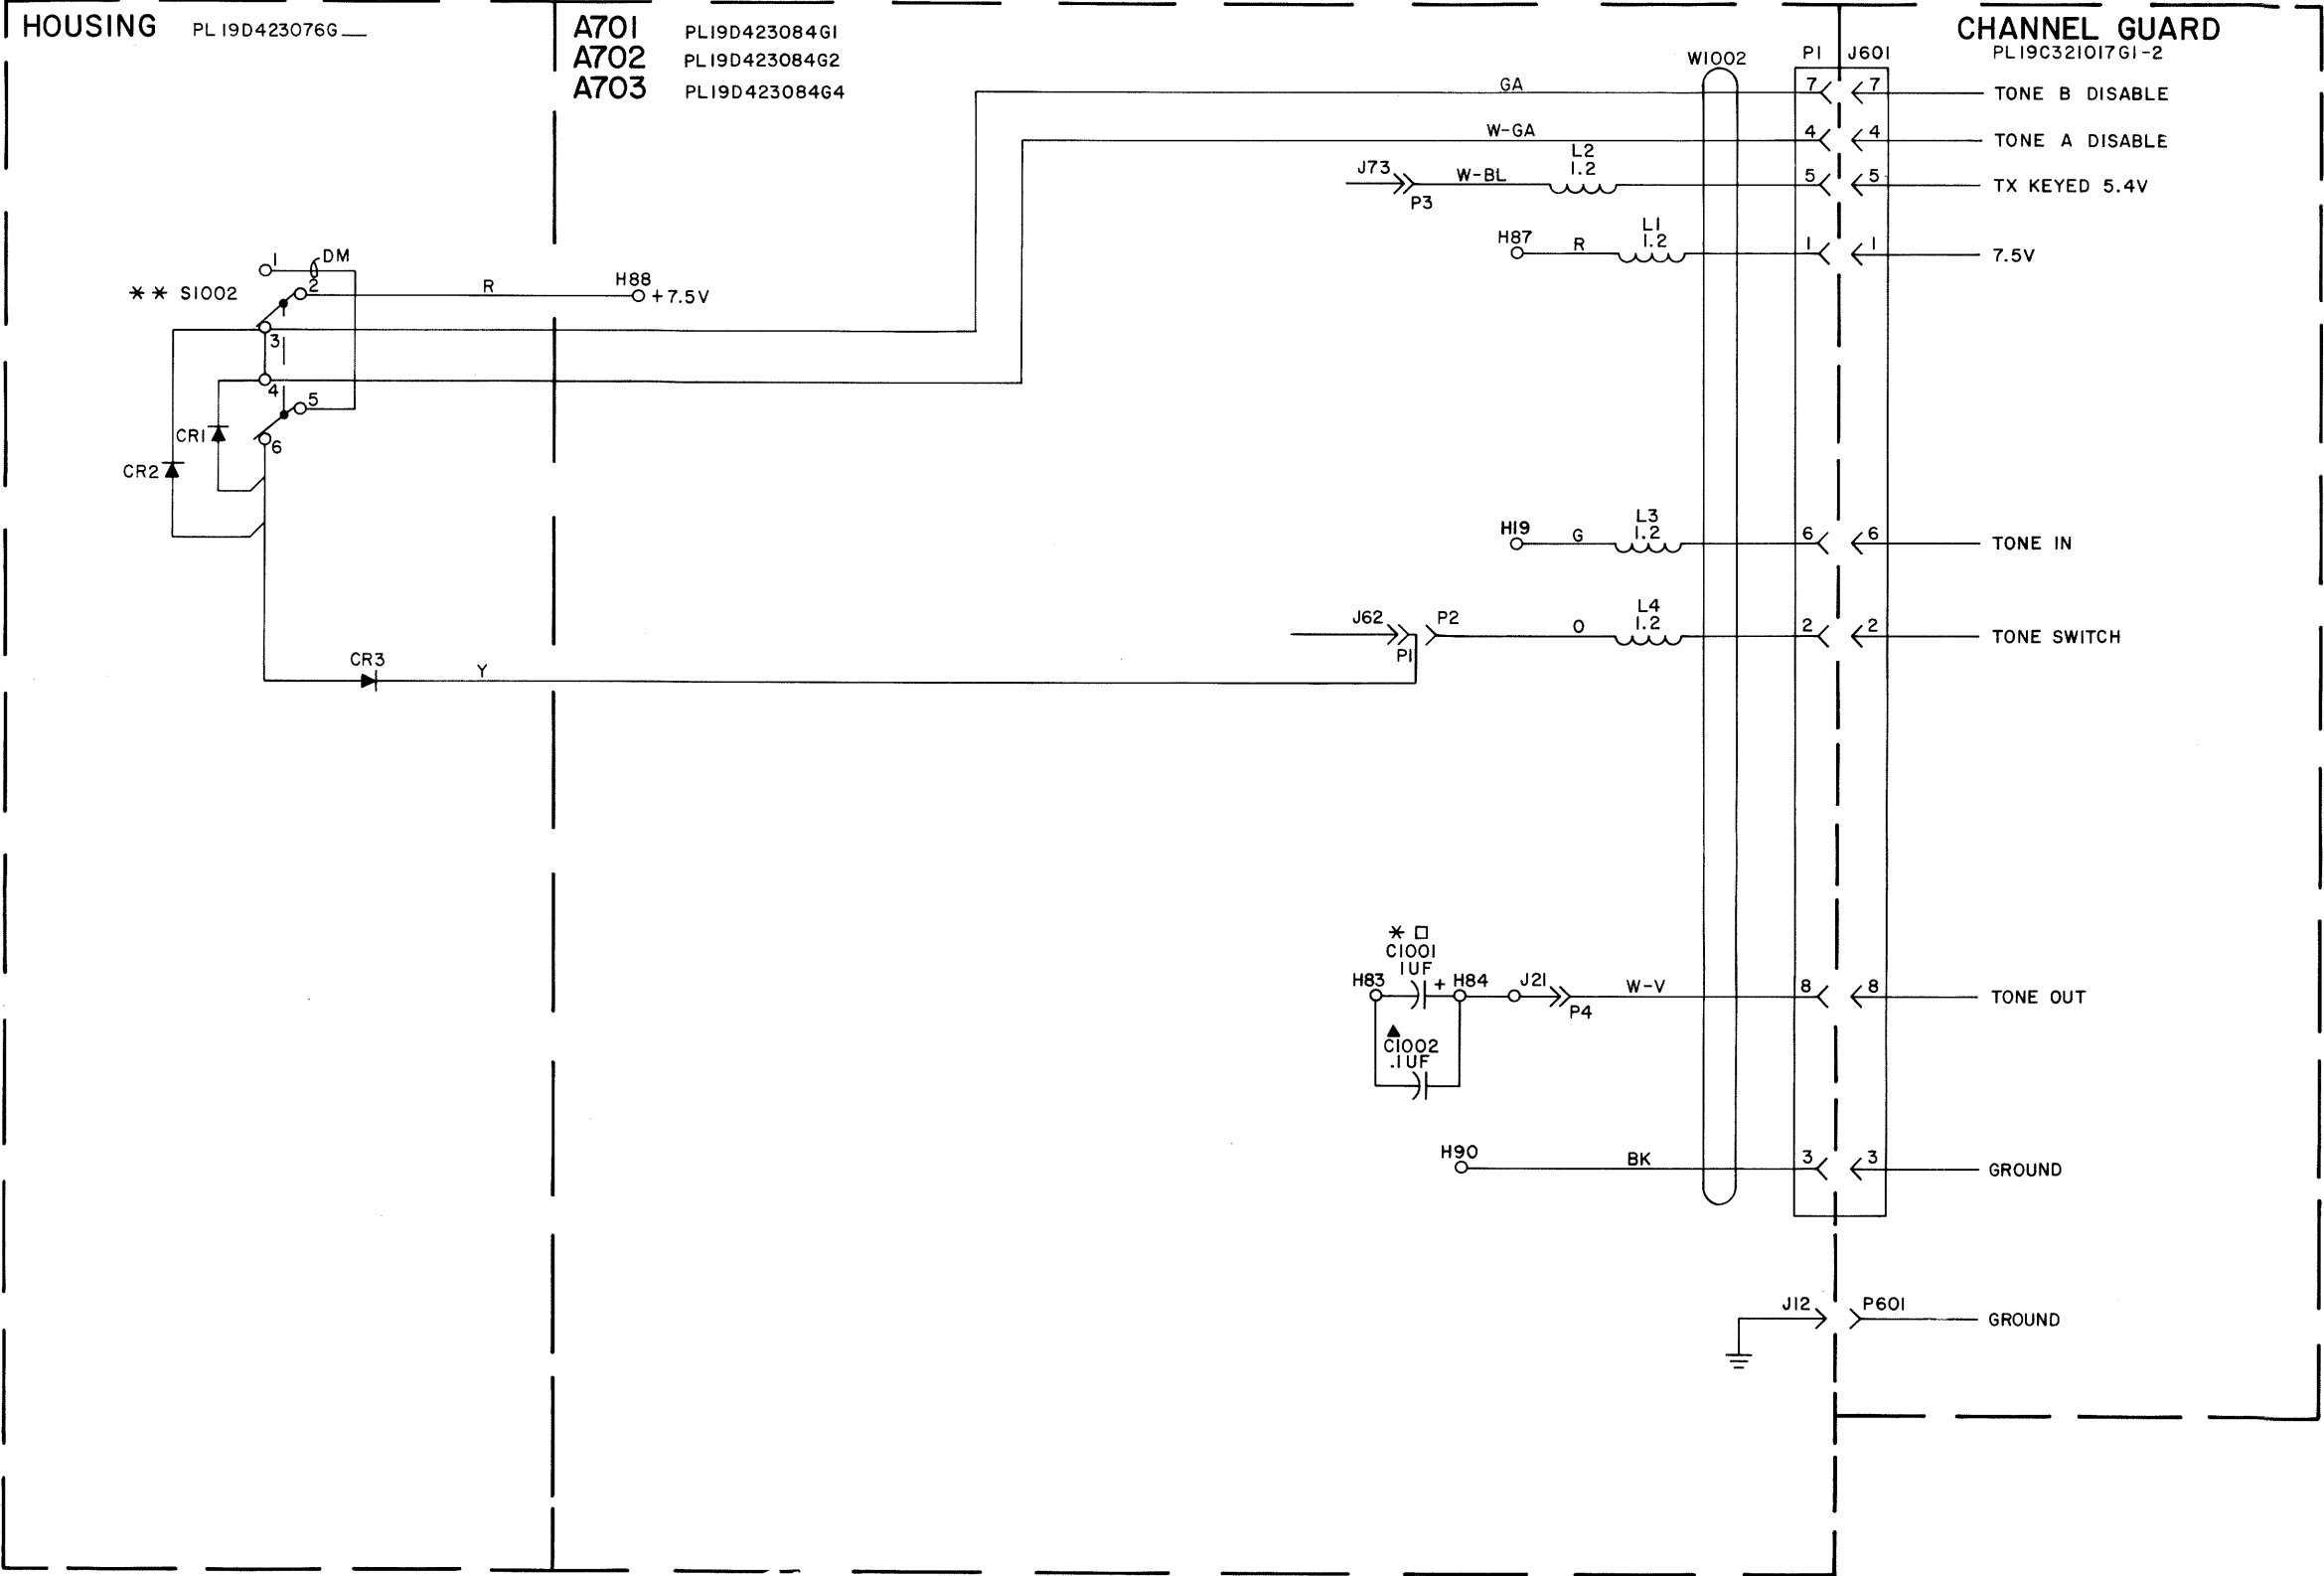 HOUSING PL19D423076G__
A701 PL19D423084G1
A702 PL19D423084G2
A703 PL19D423084G4
CHANNEL GUARD
PL19C321017G1-2
W1002
P1 J601
GA 7 7 TONE B DISABLE
W-GA 4 4 TONE A DISABLE
L2
1.2
J73 W-BL 5 5 TX KEYED 5.4V
P3
L1
1.2
H87 R 1 1 7.5V
1 DM
** S1002 2 R H88 +7.5V
3
4
5
CR1
6
CR2
L3
1.2
H19 G 6 6 TONE IN
L4
1.2
J62 P2 O 2 2 TONE SWITCH
P1
CR3 Y
* □
C1001
1UF
H83 + H84 J21 W-V 8 8 TONE OUT
P4
▲
C1002
.1UF
H90 BK 3 3 GROUND
J12 P601 GROUND